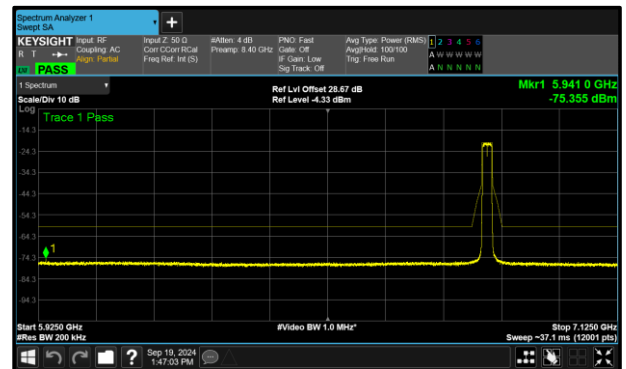 Spectrum Analyzer 1
Swept SA
+
KEYSIGHT Input: RF Input Z: 50 Ω #Atten: 4 dB PNO: Fast Avg Type: Power (RMS) 1 2 3 4 5 6
R T Coupling: AC Corr CCorr RCal Preamp: 8.40 GHz Gate: Off Avg|Hold: 100/100 A W W W W W
Align: Partial Freq Ref: Int (S) IF Gain: Low Trig: Free Run
PASS Sig Track: Off A N N N N N
1 Spectrum Ref Lvl Offset 28.67 dB Mkr1 5.941 0 GHz
Scale/Div 10 dB Ref Level -4.33 dBm -75.355 dBm
Log
Trace 1 Pass
-14.3
-24.3
-34.3
-44.3
-54.3
-64.3
1
-74.3
-84.3
-94.3
Start 5.9250 GHz #Video BW 1.0 MHz* Stop 7.1250 GHz
#Res BW 200 kHz Sweep ~37.1 ms (12001 pts)
? Sep 19, 2024
1:47:03 PM